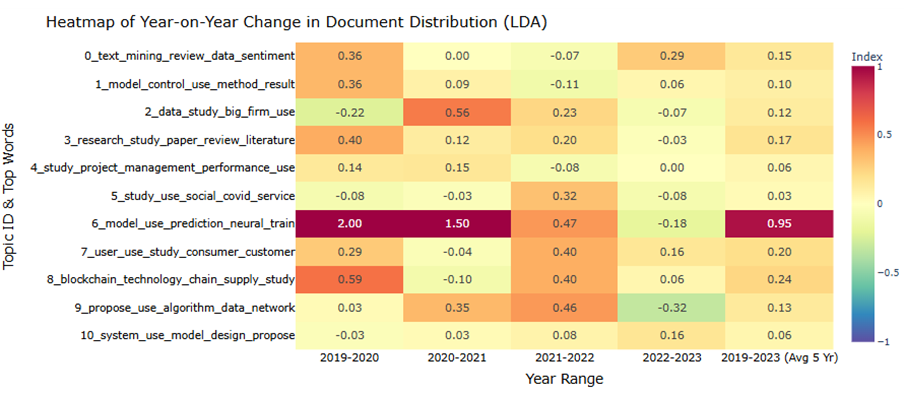 Heatmap of Year-on-Year Change in Document Distribution (LDA)
Topic ID & Top Words
0_text_mining_review_data_sentiment 0.36 0.00 -0.07 0.29 0.15
1_model_control_use_method_result 0.36 0.09 -0.11 0.06 0.10
2_data_study_big_firm_use -0.22 0.56 0.23 -0.07 0.12
3_research_study_paper_review_literature 0.40 0.12 0.20 -0.03 0.17
4_study_project_management_performance_use 0.14 0.15 -0.08 0.00 0.06
5_study_use_social_covid_service -0.08 -0.03 0.32 -0.08 0.03
6_model_use_prediction_neural_train 2.00 1.50 0.47 -0.18 0.95
7_user_use_study_consumer_customer 0.29 -0.04 0.40 0.16 0.20
8_blockchain_technology_chain_supply_study 0.59 -0.10 0.40 0.06 0.24
9_propose_use_algorithm_data_network 0.03 0.35 0.46 -0.32 0.13
10_system_use_model_design_propose -0.03 0.03 0.08 0.16 0.06
2019-2020 2020-2021 2021-2022 2022-2023 2019-2023 (Avg 5 Yr)
Year Range
Index
1
0.5
0
−0.5
−1